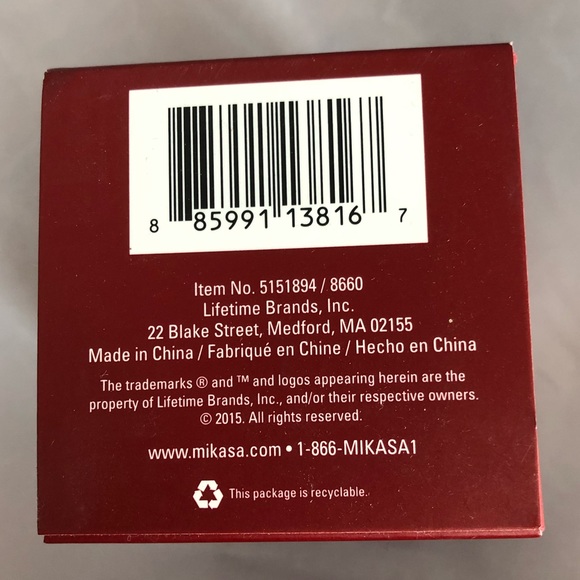 8 85991 13816 7
Item No. 5151894 / 8660
Lifetime Brands, Inc.
22 Blake Street, Medford, MA 02155
Made in China / Fabriqué en Chine / Hecho en China
The trademarks ® and ™ and logos appearing herein are the
property of Lifetime Brands, Inc., and/or their respective owners.
© 2015. All rights reserved.
www.mikasa.com • 1-866-MIKASA1
This package is recyclable.